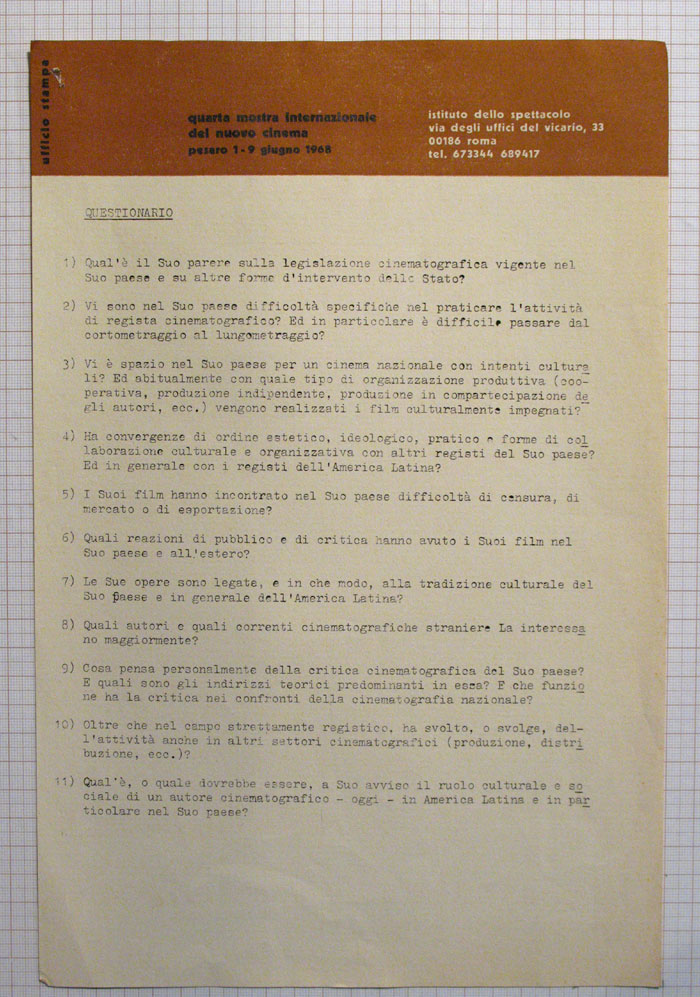 ufficio stampa
quarta mostra internazionale
del nuovo cinema
pesaro 1-9 giugno 1968
istituto dello spettacolo
via degli uffici del vicario, 33
00186 roma
tel. 673344 689417
QUESTIONARIO
1) Qual'è il Suo parere sulla legislazione cinematografica vigente nel
Suo paese e su altre forme d'intervento dello Stato?
2) Vi sono nel Suo paese difficoltà specifiche nel praticare l'attività
di regista cinematografico? Ed in particolare è difficile passare dal
cortometraggio al lungometraggio?
3) Vi è spazio nel Suo paese per un cinema nazionale con intenti cultura
li? Ed abitualmente con quale tipo di organizzazione produttiva (coo-
perativa, produzione indipendente, produzione in compartecipazione de
gli autori, ecc.) vengono realizzati i film culturalmente impegnati?
4) Ha convergenze di ordine estetico, ideologico, pratico e forme di col
laborazione culturale e organizzativa con altri registi del Suo paese?
Ed in generale con i registi dell'America Latina?
5) I Suoi film hanno incontrato nel Suo paese difficoltà di censura, di
mercato o di esportazione?
6) Quali reazioni di pubblico e di critica hanno avuto i Suoi film nel
Suo paese e all'estero?
7) Le Sue opere sono legate, e in che modo, alla tradizione culturale del
Suo paese e in generale dell'America Latina?
8) Quali autori e quali correnti cinematografiche straniere La interessa
no maggiormente?
9) Cosa pensa personalmente della critica cinematografica del Suo paese?
E quali sono gli indirizzi teorici predominanti in essa? E che funzio
ne ha la critica nei confronti della cinematografia nazionale?
10) Oltre che nel campo strettamente registico, ha svolto, o svolge, del-
l'attività anche in altri settori cinematografici (produzione, distri
buzione, ecc.)?
11) Qual'è, o quale dovrebbe essere, a Suo avviso il ruolo culturale e so
ciale di un autore cinematografico - oggi - in America Latina e in par
ticolare nel Suo paese?